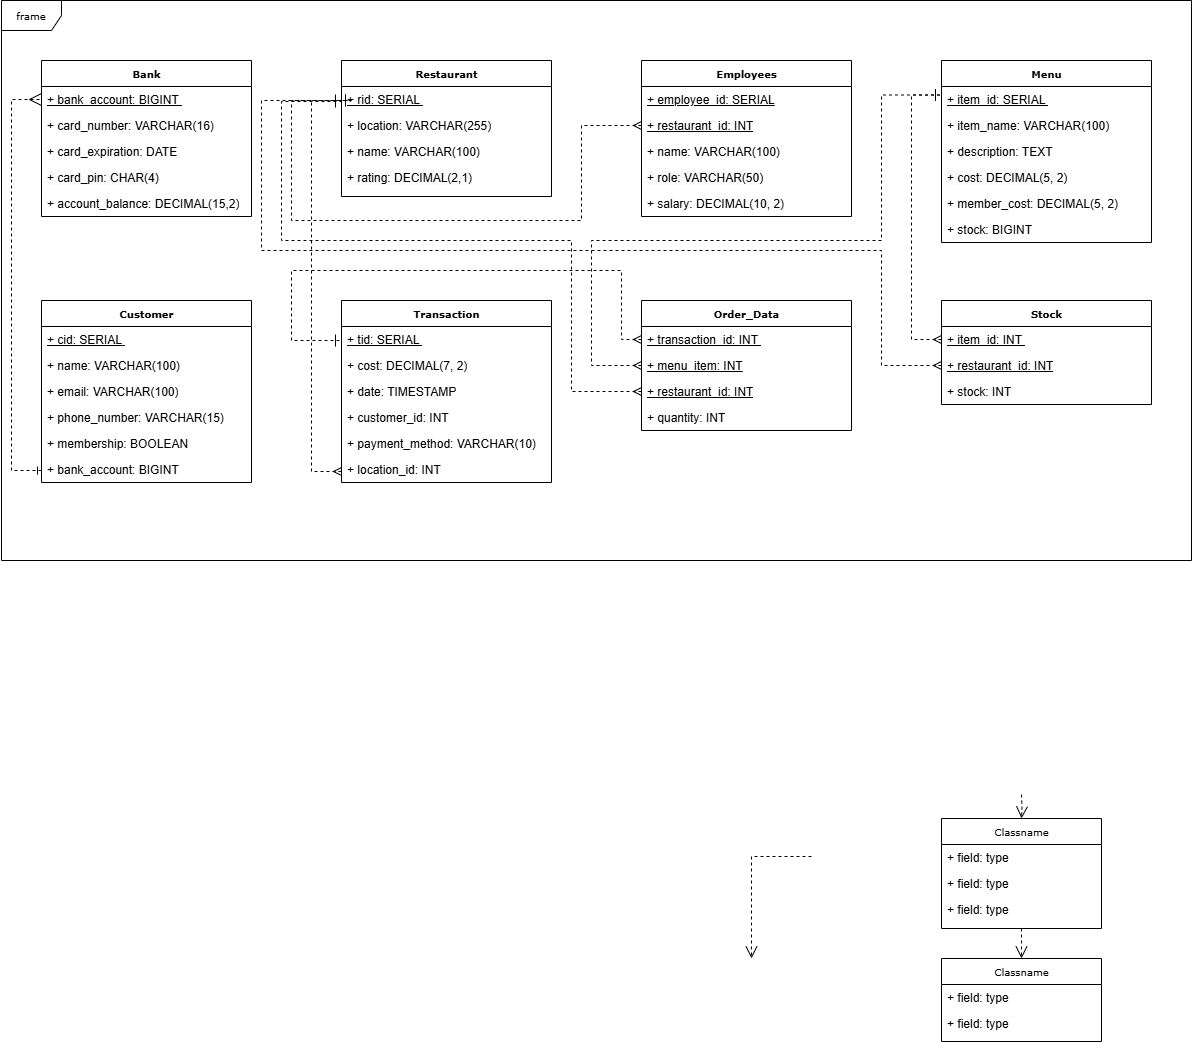 frame
Bank
+ bank_account: BIGINT
+ card_number: VARCHAR(16)
+ card_expiration: DATE
+ card_pin: CHAR(4)
+ account_balance: DECIMAL(15,2)
Restaurant
+ rid: SERIAL
+ location: VARCHAR(255)
+ name: VARCHAR(100)
+ rating: DECIMAL(2,1)
Employees
+ employee_id: SERIAL
+ restaurant_id: INT
+ name: VARCHAR(100)
+ role: VARCHAR(50)
+ salary: DECIMAL(10, 2)
Menu
+ item_id: SERIAL
+ item_name: VARCHAR(100)
+ description: TEXT
+ cost: DECIMAL(5, 2)
+ member_cost: DECIMAL(5, 2)
+ stock: BIGINT
Customer
+ cid: SERIAL
+ name: VARCHAR(100)
+ email: VARCHAR(100)
+ phone_number: VARCHAR(15)
+ membership: BOOLEAN
+ bank_account: BIGINT
Transaction
+ tid: SERIAL
+ cost: DECIMAL(7, 2)
+ date: TIMESTAMP
+ customer_id: INT
+ payment_method: VARCHAR(10)
+ location_id: INT
Order_Data
+ transaction_id: INT
+ menu_item: INT
+ restaurant_id: INT
+ quantity: INT
Stock
+ item_id: INT
+ restaurant_id: INT
+ stock: INT
Classname
+ field: type
+ field: type
+ field: type
Classname
+ field: type
+ field: type